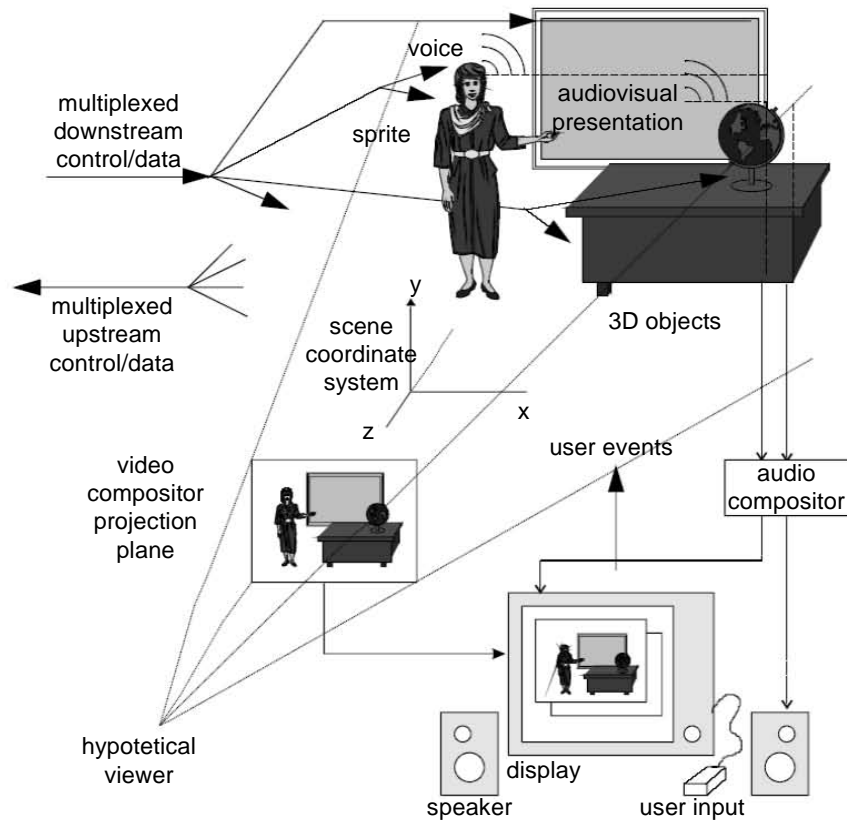 voice
multiplexed
downstream
control/data
sprite
audiovisual
presentation
multiplexed
upstream
control/data
y
scene
coordinate
system
x
z
3D objects
user events
video
compositor
projection
plane
audio
compositor
hypotetical
viewer
display
speaker
user input